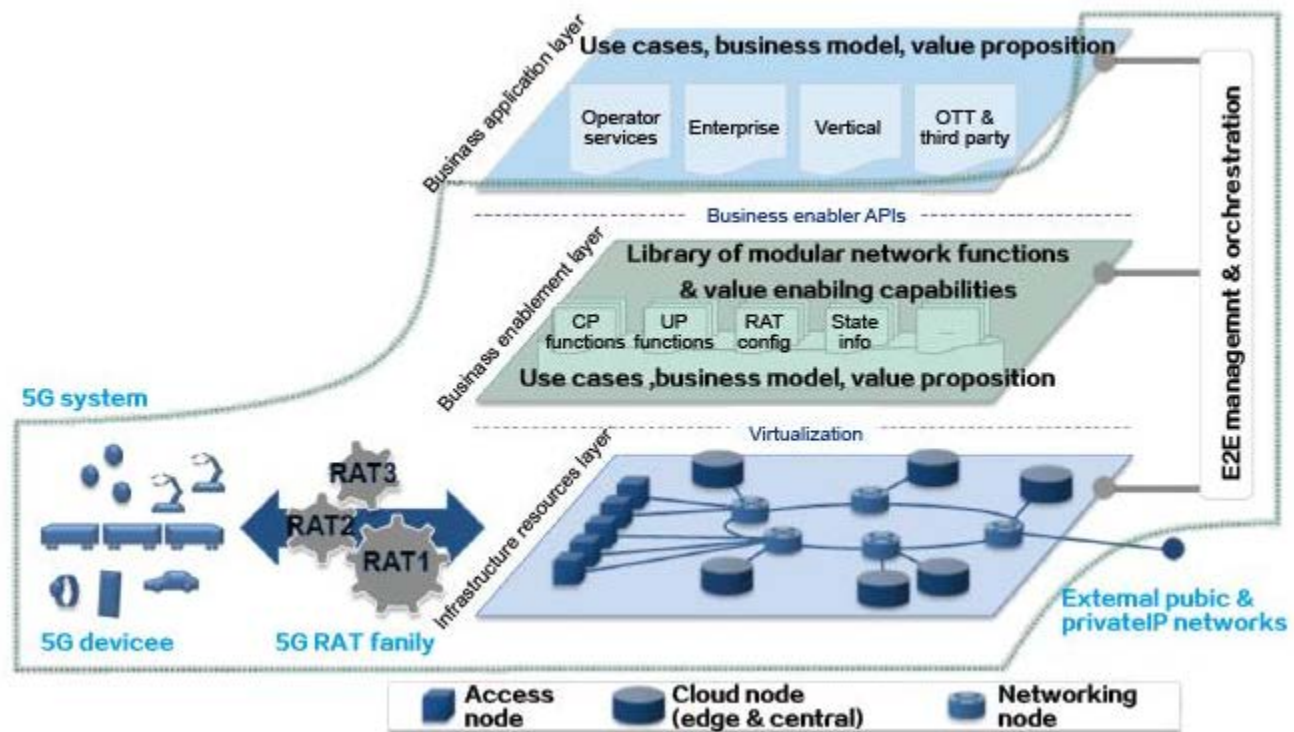 Businass application layer
Use cases, business model, value proposition
Operator
services
Enterprise
Vertical
OTT &
third party
Business enabler APIs
Businass enablement layer
Library of modular network functions
& value enabilng capabilities
CP
functions
UP
functions
RAT
config
State
info
...
Use cases ,business model, value proposition
E2E managemnt & orchrestration
Virtualization
Infrastructure resources layer
5G system
RAT3
RAT2
RAT1
5G devicee
5G RAT fanily
External pubic &
privateIP networks
Access
node
Cloud node
(edge & central)
Networking
node